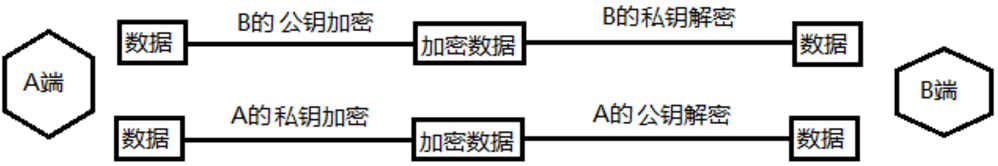 A端
数据
B的 公钥加密
加密数据
B的私钥解密
数据
B端
数据
A的 私钥加密
加密数据
A的 公钥解密
数据